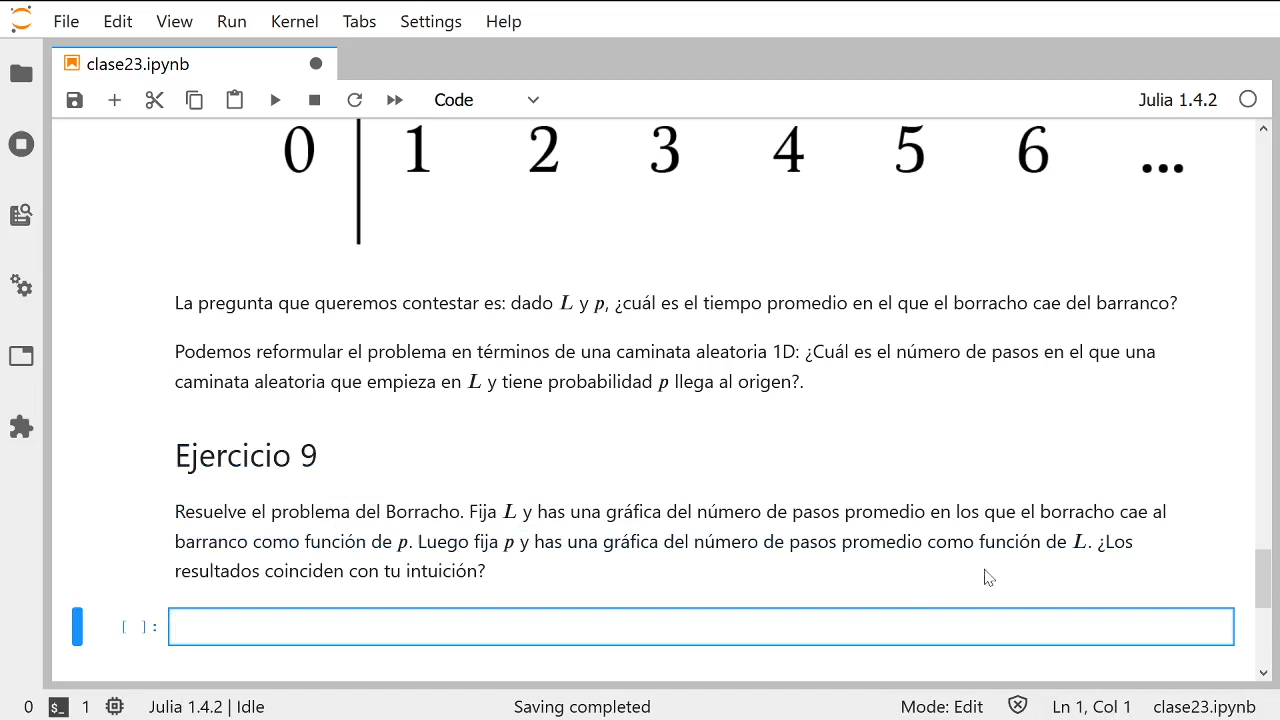 File Edit View Run Kernel Tabs Settings Help
clase23.ipynb
Code Julia 1.4.2
0 1 2 3 4 5 6 ...
La pregunta que queremos contestar es: dado L y p, ¿cuál es el tiempo promedio en el que el borracho cae del barranco?
Podemos reformular el problema en términos de una caminata aleatoria 1D: ¿Cuál es el número de pasos en el que una
caminata aleatoria que empieza en L y tiene probabilidad p llega al origen?.
Ejercicio 9
Resuelve el problema del Borracho. Fija L y has una gráfica del número de pasos promedio en los que el borracho cae al
barranco como función de p. Luego fija p y has una gráfica del número de pasos promedio como función de L. ¿Los
resultados coinciden con tu intuición?
[ ]:
0 $_ 1 Julia 1.4.2 | Idle Saving completed Mode: Edit Ln 1, Col 1 clase23.ipynb